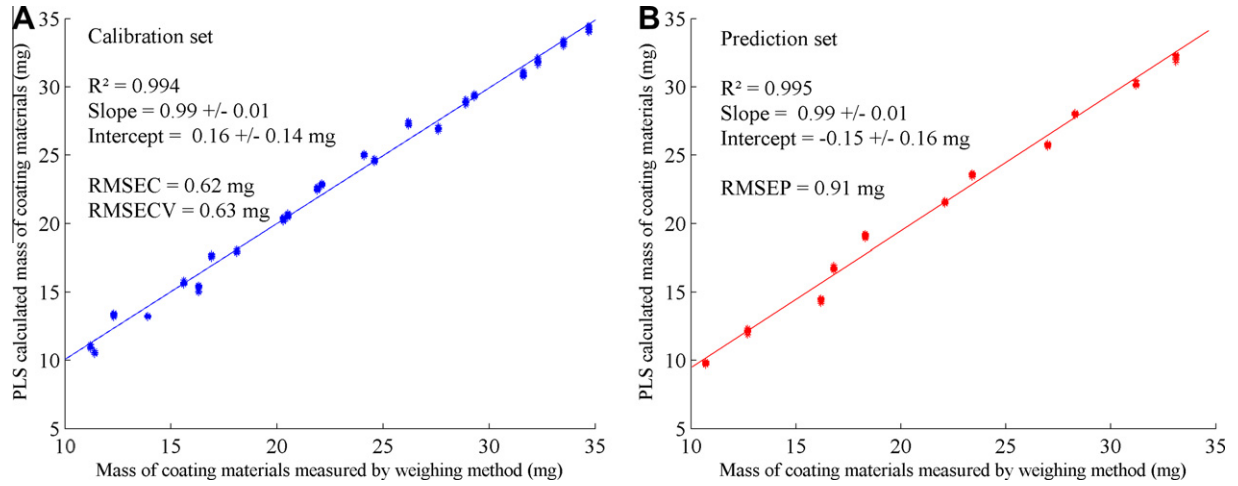 A
Calibration set
R² = 0.994
Slope = 0.99 +/- 0.01
Intercept = 0.16 +/- 0.14 mg
RMSEC = 0.62 mg
RMSECV = 0.63 mg
PLS calculated mass of coating materials (mg)
35
30
25
20
15
10
5
10 15 20 25 30 35
Mass of coating materials measured by weighing method (mg)
B
Prediction set
R² = 0.995
Slope = 0.99 +/- 0.01
Intercept = -0.15 +/- 0.16 mg
RMSEP = 0.91 mg
PLS calculated mass of coating materials (mg)
35
30
25
20
15
10
5
10 15 20 25 30 35
Mass of coating materials measured by weighing method (mg)